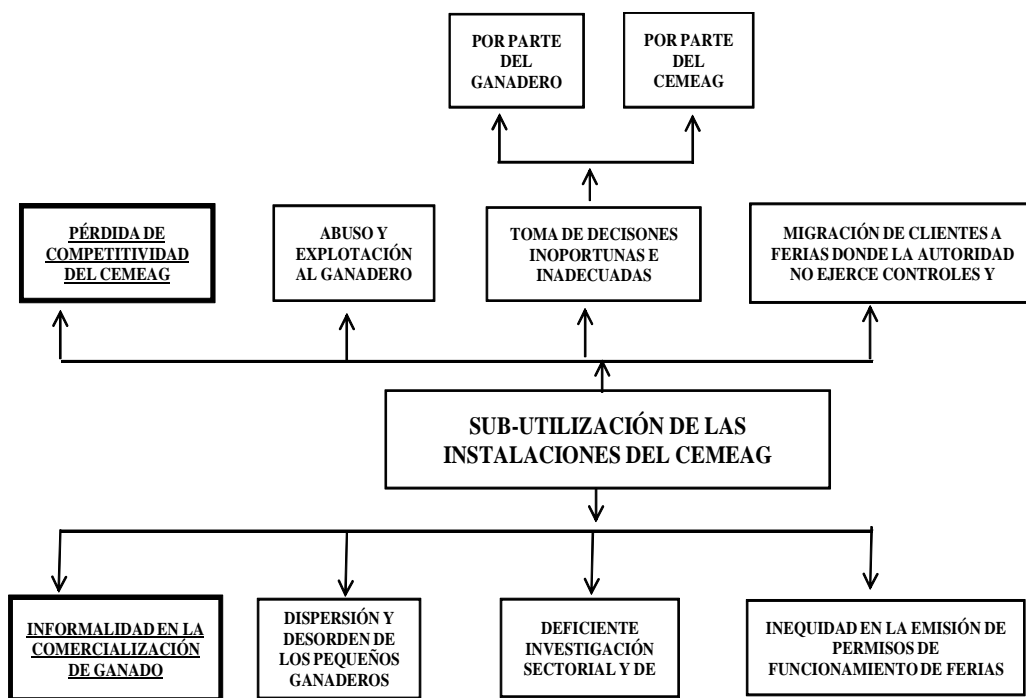 POR PARTE
DEL
GANADERO
POR PARTE
DEL
CEMEAG
PÉRDIDA DE
COMPETITIVIDAD
DEL CEMEAG
ABUSO Y
EXPLOTACIÓN
AL GANADERO
TOMA DE DECISONES
INOPORTUNAS E
INADECUADAS
MIGRACIÓN DE CLIENTES A
FERIAS DONDE LA AUTORIDAD
NO EJERCE CONTROLES Y
SUB-UTILIZACIÓN DE LAS
INSTALACIONES DEL CEMEAG
INFORMALIDAD EN LA
COMERCIALIZACIÓN
DE GANADO
DISPERSIÓN Y
DESORDEN DE
LOS PEQUEÑOS
GANADEROS
DEFICIENTE
INVESTIGACIÓN
SECTORIAL Y DE
INEQUIDAD EN LA EMISIÓN DE
PERMISOS DE
FUNCIONAMIENTO DE FERIAS